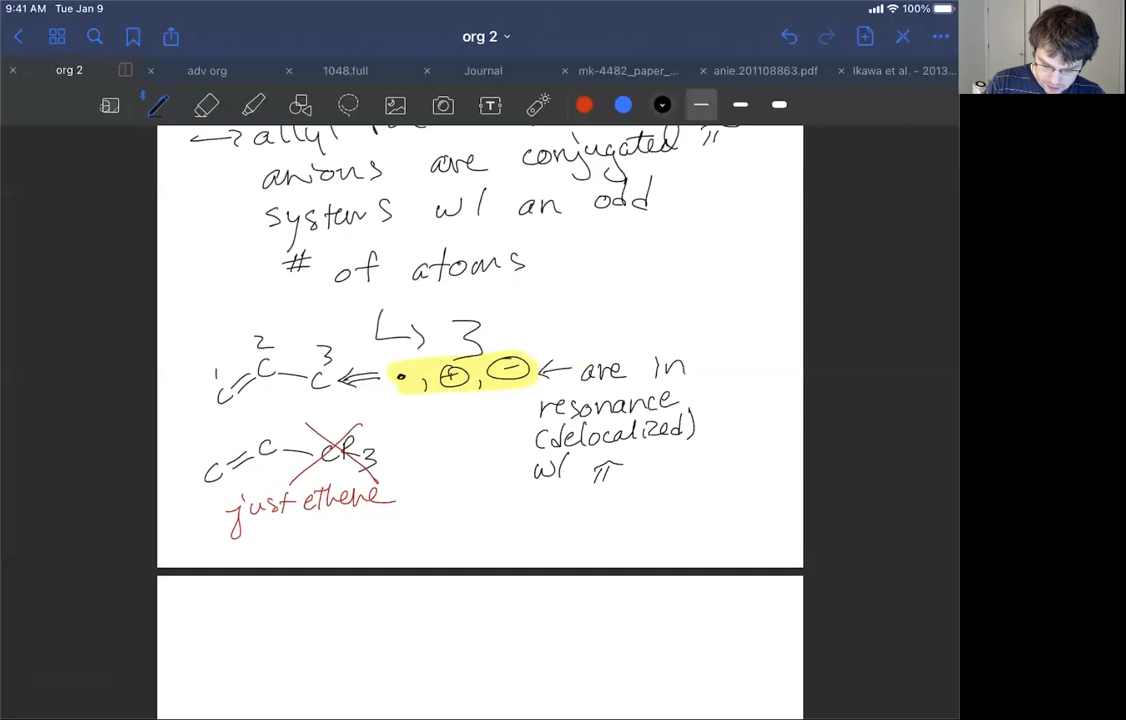 9:41 AM Tue Jan 9
100%
org 2
org 2
adv org
1048.full
Journal
mk-4482_paper_...
anie.201108863.pdf
Ikawa et al. - 2013...
T
→ allyl π
anions are conjugated
systems w/ an odd
# of atoms
↳ 3
1 2 3
C=C-C ⇐ •, ⊕, ⊖ ← are in
resonance
(delocalized)
w/ π
C=C-CR3
just ethene